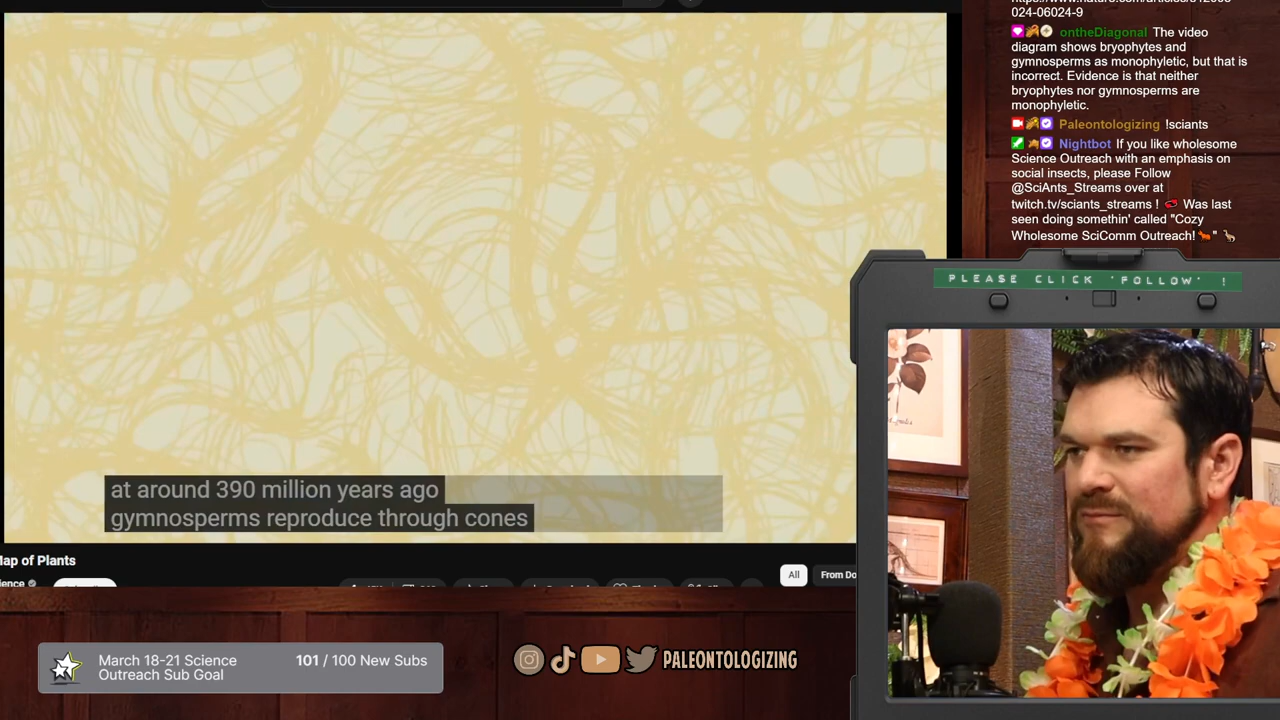 024-06024-9
ontheDiagonal The video
diagram shows bryophytes and
gymnosperms as monophyletic, but that is
incorrect. Evidence is that neither
bryophytes nor gymnosperms are
monophyletic.
Paleontologizing !sciants
Nightbot If you like wholesome
Science Outreach with an emphasis on
social insects, please Follow
@SciAnts_Streams over at
twitch.tv/sciants_streams ! Was last
seen doing somethin' called "Cozy
Wholesome SciComm Outreach! "
PLEASE CLICK 'FOLLOW' !
at around 390 million years ago
gymnosperms reproduce through cones
Map of Plants
All
From Do
March 18-21 Science
Outreach Sub Goal
101 / 100 New Subs
PALEONTOLOGIZING